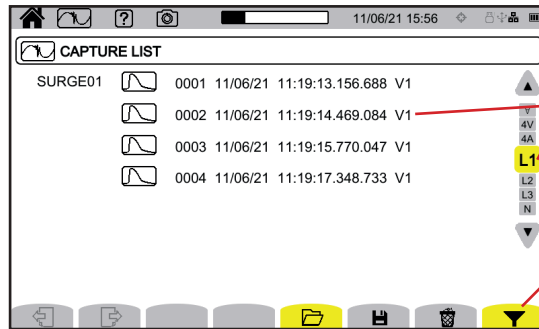 ?
11/06/21 15:56
CAPTURE LIST
SURGE01 0001 11/06/21 11:19:13.156.688 V1
0002 11/06/21 11:19:14.469.084 V1
0003 11/06/21 11:19:15.770.047 V1
0004 11/06/21 11:19:17.348.733 V1
∀
4V
4A
L1
L2
L3
N